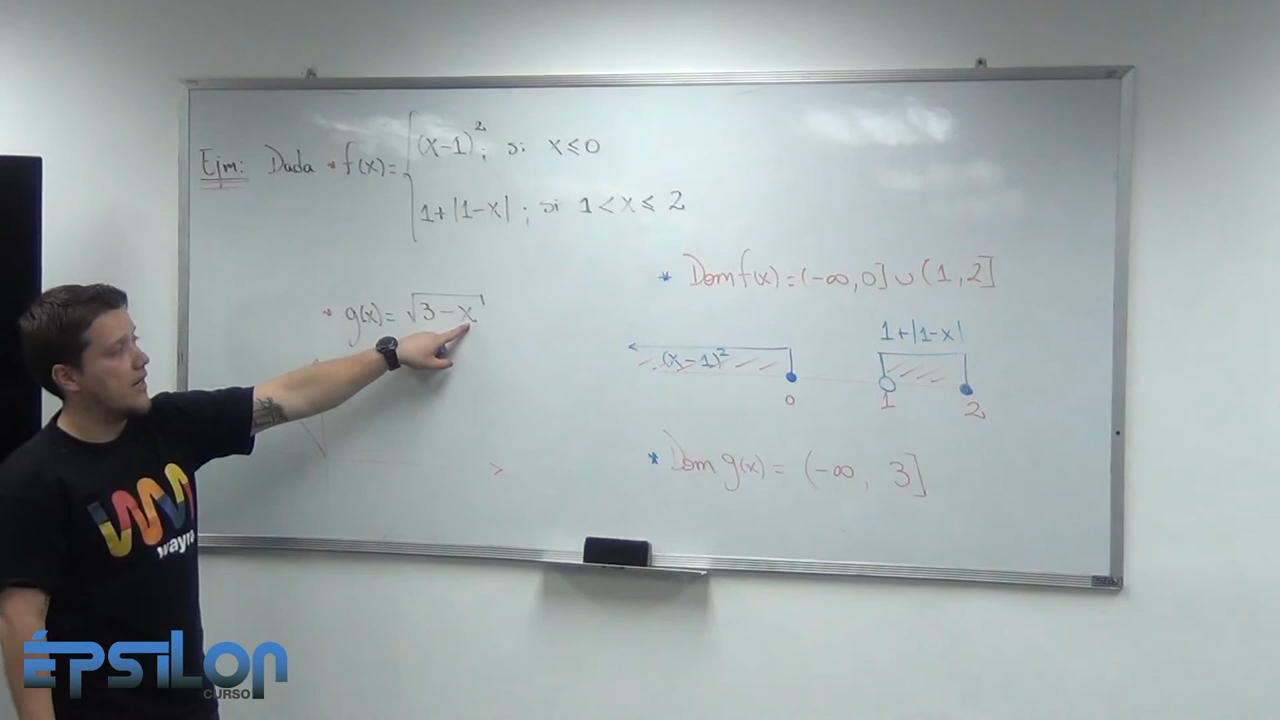 Ejm: Dada * f(x) = { (x-1)²; si x ≤ 0
1+|1-x| ; si 1 < x ≤ 2
* g(x) = √3-x
* Dom f(x) = (-∞, 0] ∪ (1, 2]
(x-1)²
1+|1-x|
0 1 2
* Dom g(x) = (-∞, 3]
wayra
ÉPSILON
CURSO